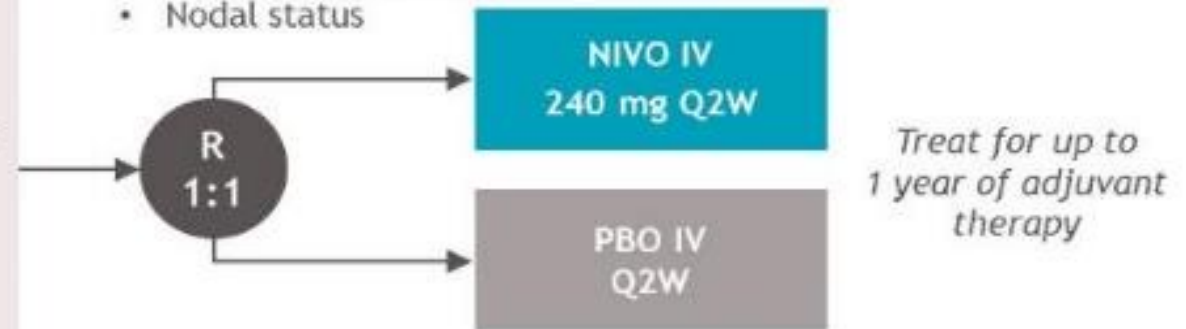 • Nodal status
NIVO IV
240 mg Q2W
R
1:1
Treat for up to
1 year of adjuvant
therapy
PBO IV
Q2W